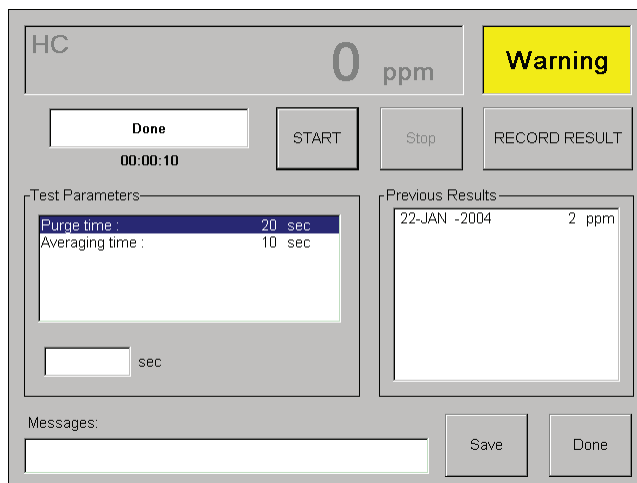 HC
0 ppm
Warning
Done
00:00:10
START
Stop
RECORD RESULT
Test Parameters
Purge time : 20 sec
Averaging time : 10 sec
sec
Previous Results
22-JAN -2004 2 ppm
Messages:
Save
Done